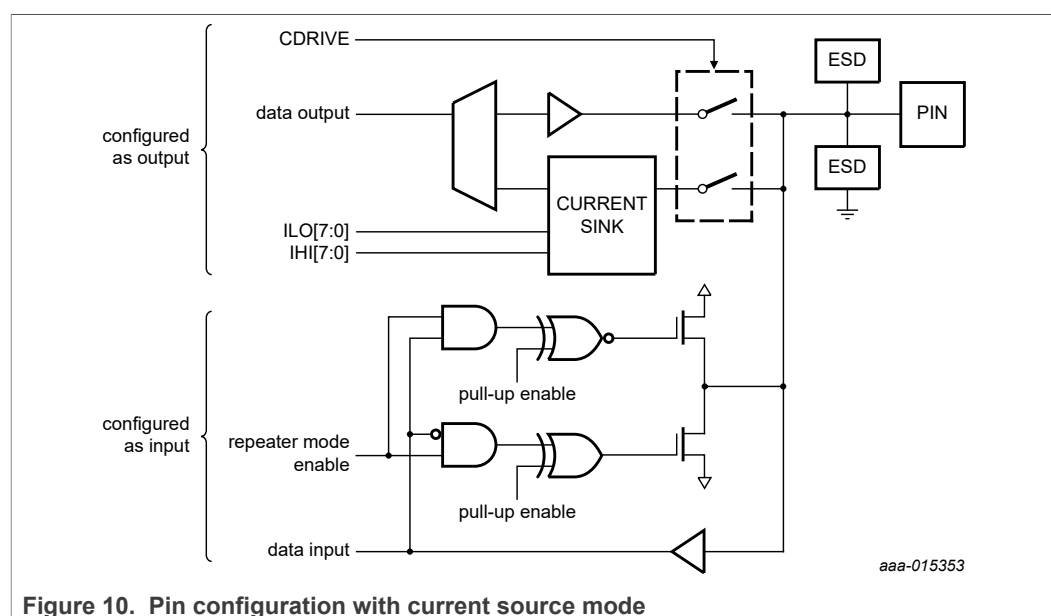 CDRIVE
data output
configured
as output
ILO[7:0]
IHI[7:0]
CURRENT
SINK
ESD
PIN
ESD
configured
as input
repeater mode
enable
pull-up enable
pull-up enable
data input
aaa-015353
Figure 10. Pin configuration with current source mode